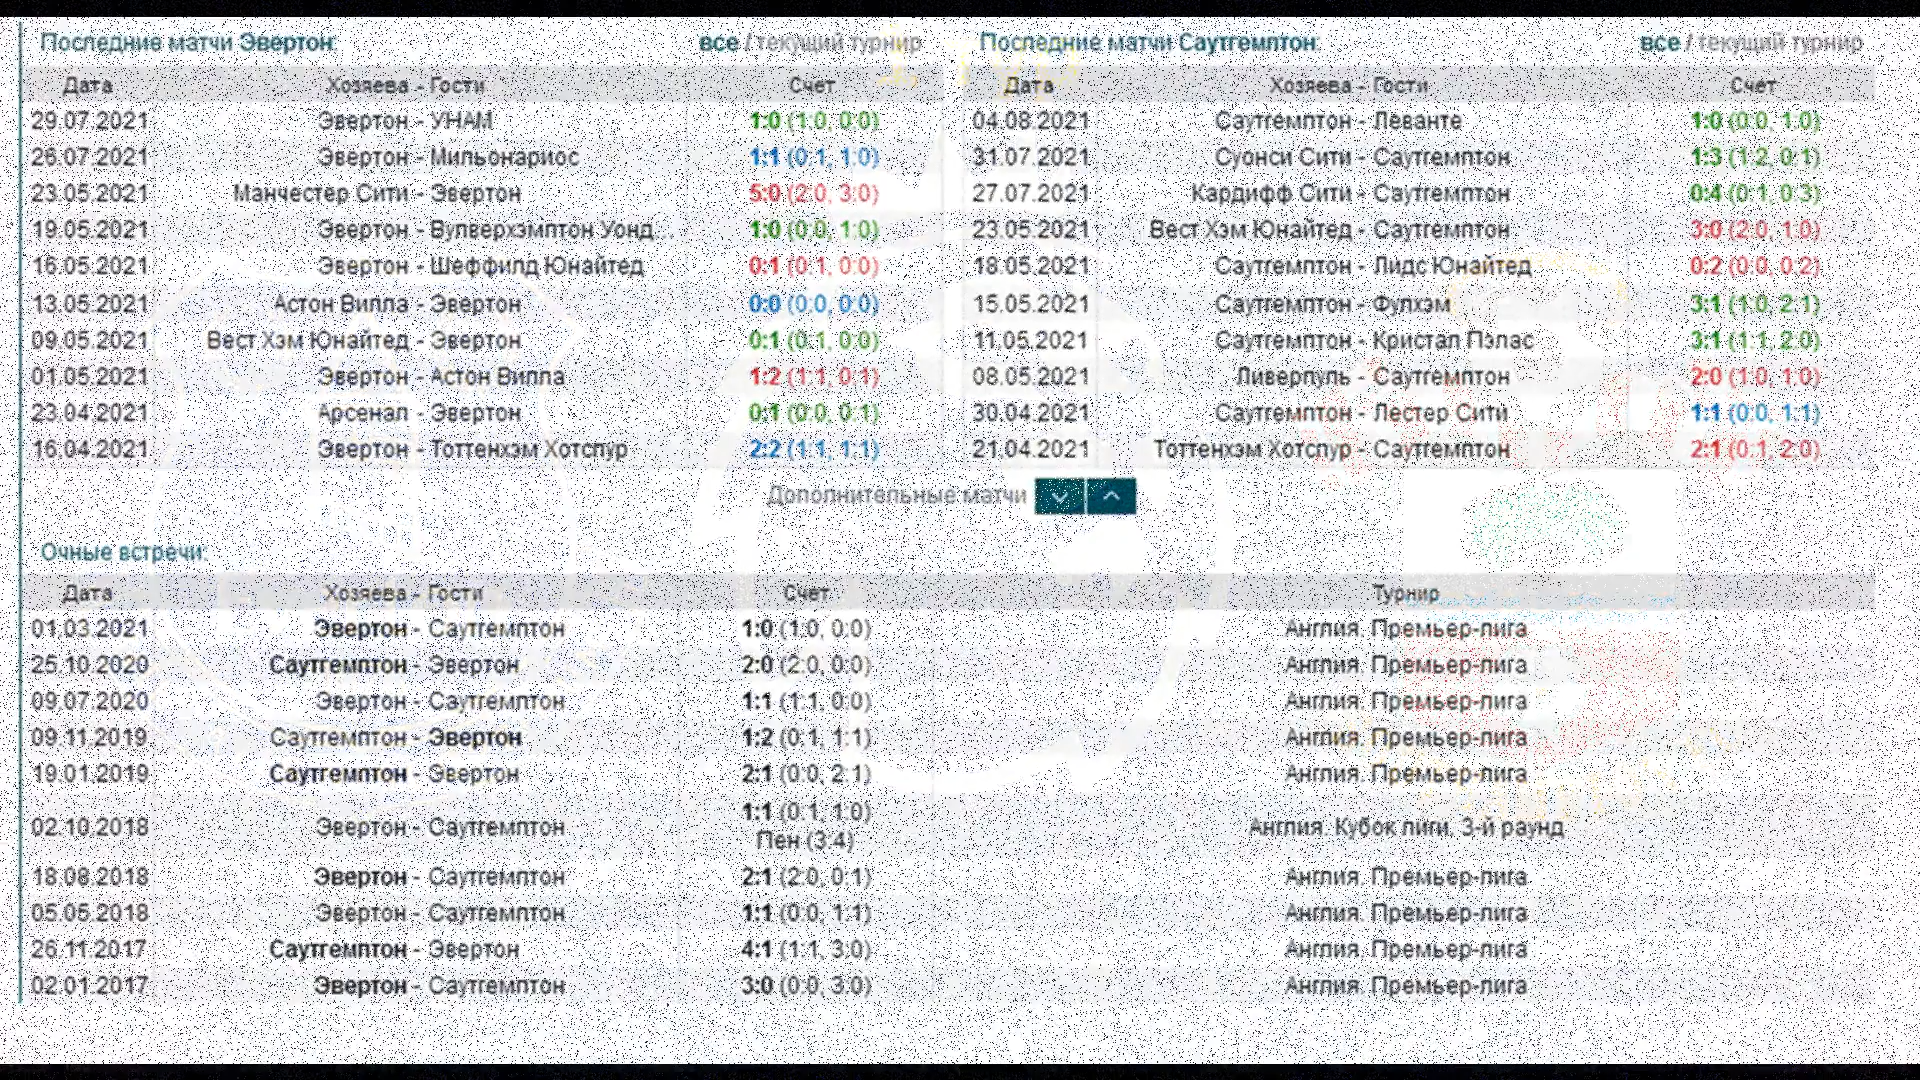 Последние матчи Эвертон: все / текущий турнир
Дата Хозяева - Гости Счет
29.07.2021 Эвертон - УНАМ 1:0 (1:0, 0:0)
26.07.2021 Эвертон - Мильонариос 1:1 (0:1, 1:0)
23.05.2021 Манчестер Сити - Эвертон 5:0 (2:0, 3:0)
19.05.2021 Эвертон - Вулверхэмптон Уонд... 1:0 (0:0, 1:0)
16.05.2021 Эвертон - Шеффилд Юнайтед 0:1 (0:1, 0:0)
13.05.2021 Астон Вилла - Эвертон 0:0 (0:0, 0:0)
09.05.2021 Вест Хэм Юнайтед - Эвертон 0:1 (0:1, 0:0)
01.05.2021 Эвертон - Астон Вилла 1:2 (1:1, 0:1)
23.04.2021 Арсенал - Эвертон 0:1 (0:0, 0:1)
16.04.2021 Эвертон - Тоттенхэм Хотспур 2:2 (1:1, 1:1)
Последние матчи Саутгемптон: все / текущий турнир
Дата Хозяева - Гости Счет
04.08.2021 Саутгемптон - Леванте 1:0 (0:0, 1:0)
31.07.2021 Суонси Сити - Саутгемптон 1:3 (1:2, 0:1)
27.07.2021 Кардифф Сити - Саутгемптон 0:4 (0:1, 0:3)
23.05.2021 Вест Хэм Юнайтед - Саутгемптон 3:0 (2:0, 1:0)
18.05.2021 Саутгемптон - Лидс Юнайтед 0:2 (0:0, 0:2)
15.05.2021 Саутгемптон - Фулхэм 3:1 (1:0, 2:1)
11.05.2021 Саутгемптон - Кристал Пэлас 3:1 (1:1, 2:0)
08.05.2021 Ливерпуль - Саутгемптон 2:0 (1:0, 1:0)
30.04.2021 Саутгемптон - Лестер Сити 1:1 (0:0, 1:1)
21.04.2021 Тоттенхэм Хотспур - Саутгемптон 2:1 (0:1, 2:0)
Дополнительные матчи
Очные встречи:
Дата Хозяева - Гости Счет Турнир
01.03.2021 Эвертон - Саутгемптон 1:0 (1:0, 0:0) Англия. Премьер-лига
25.10.2020 Саутгемптон - Эвертон 2:0 (2:0, 0:0) Англия. Премьер-лига
09.07.2020 Эвертон - Саутгемптон 1:1 (1:1, 0:0) Англия. Премьер-лига
09.11.2019 Саутгемптон - Эвертон 1:2 (0:1, 1:1) Англия. Премьер-лига
19.01.2019 Саутгемптон - Эвертон 2:1 (0:0, 2:1) Англия. Премьер-лига
02.10.2018 Эвертон - Саутгемптон 1:1 (0:1, 1:0) Англия. Кубок лиги. 3-й раунд
Пен (3:4)
18.08.2018 Эвертон - Саутгемптон 2:1 (2:0, 0:1) Англия. Премьер-лига
05.05.2018 Эвертон - Саутгемптон 1:1 (0:0, 1:1) Англия. Премьер-лига
26.11.2017 Саутгемптон - Эвертон 4:1 (1:1, 3:0) Англия. Премьер-лига
02.01.2017 Эвертон - Саутгемптон 3:0 (0:0, 3:0) Англия. Премьер-лига